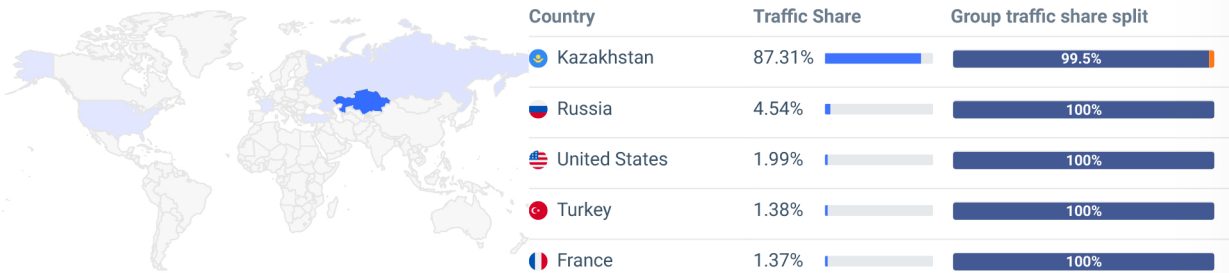 Country Traffic Share Group traffic share split
Kazakhstan 87.31% 99.5%
Russia 4.54% 100%
United States 1.99% 100%
Turkey 1.38% 100%
France 1.37% 100%